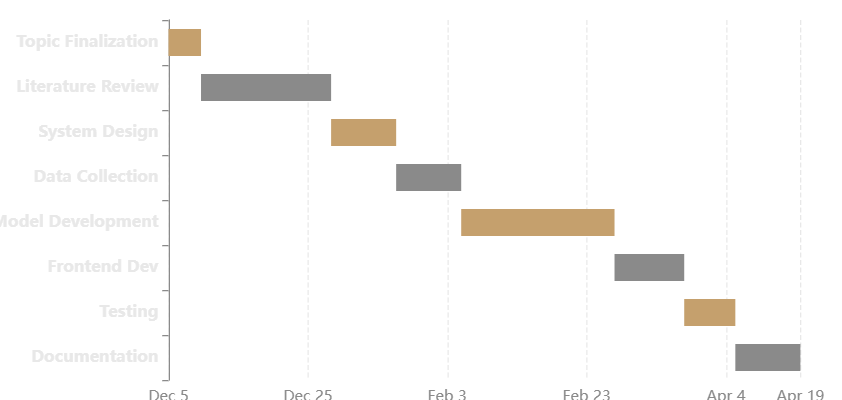 Topic Finalization
Literature Review
System Design
Data Collection
Model Development
Frontend Dev
Testing
Documentation
Dec 5 Dec 25 Feb 3 Feb 23 Apr 4 Apr 19